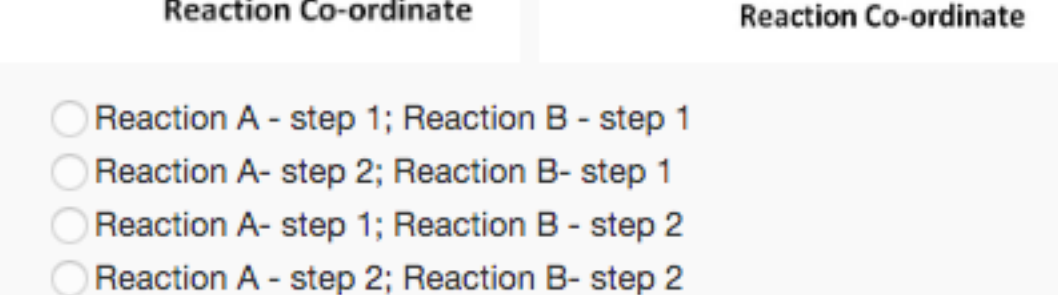 Reaction Co-ordinate
Reaction Co-ordinate
Reaction A - step 1; Reaction B - step 1
Reaction A- step 2; Reaction B- step 1
Reaction A- step 1; Reaction B - step 2
Reaction A - step 2; Reaction B- step 2